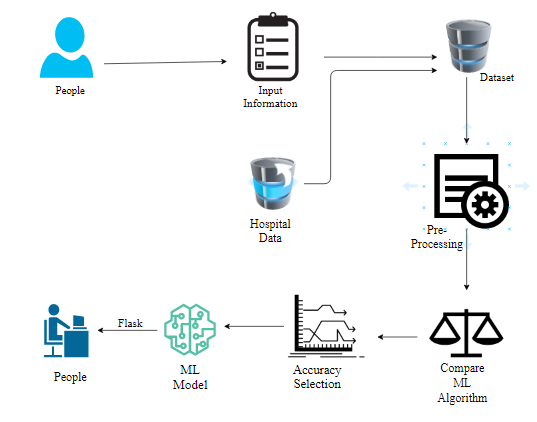 People
Input
Information
Dataset
Hospital
Data
Pre-
Processing
Flask
People
ML
Model
Accuracy
Selection
Compare
ML
Algorithm